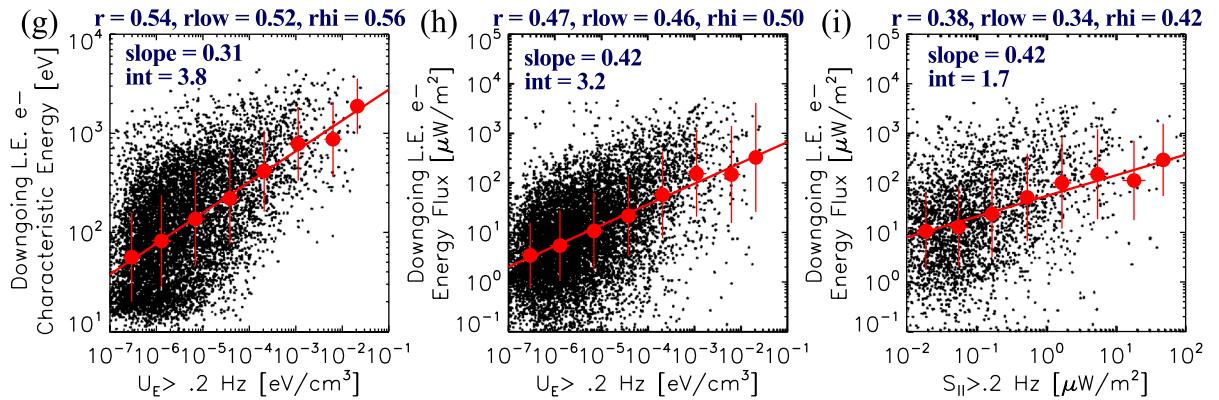 (g) r = 0.54, rlow = 0.52, rhi = 0.56
slope = 0.31
int = 3.8
Downgoing L.E. e-
Characteristic Energy [eV]
10^4
10^3
10^2
10^1
10^-7 10^-6 10^-5 10^-4 10^-3 10^-2 10^-1
U_E> .2 Hz [eV/cm^3]
(h) r = 0.47, rlow = 0.46, rhi = 0.50
slope = 0.42
int = 3.2
Downgoing L.E. e-
Energy Flux [μW/m^2]
10^5
10^4
10^3
10^2
10^1
10^0
10^-1
10^-7 10^-6 10^-5 10^-4 10^-3 10^-2 10^-1
U_E> .2 Hz [eV/cm^3]
(i) r = 0.38, rlow = 0.34, rhi = 0.42
slope = 0.42
int = 1.7
Downgoing L.E. e-
Energy Flux [μW/m^2]
10^5
10^4
10^3
10^2
10^1
10^0
10^-1
10^-2 10^-1 10^0 10^1 10^2
S_II>.2 Hz [μW/m^2]